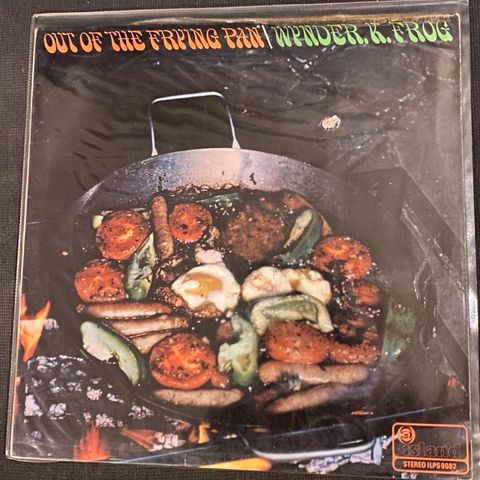 OUT OF THE FRYING PAN | WYNDER. K. FROG
island
STEREO ILPS 9082